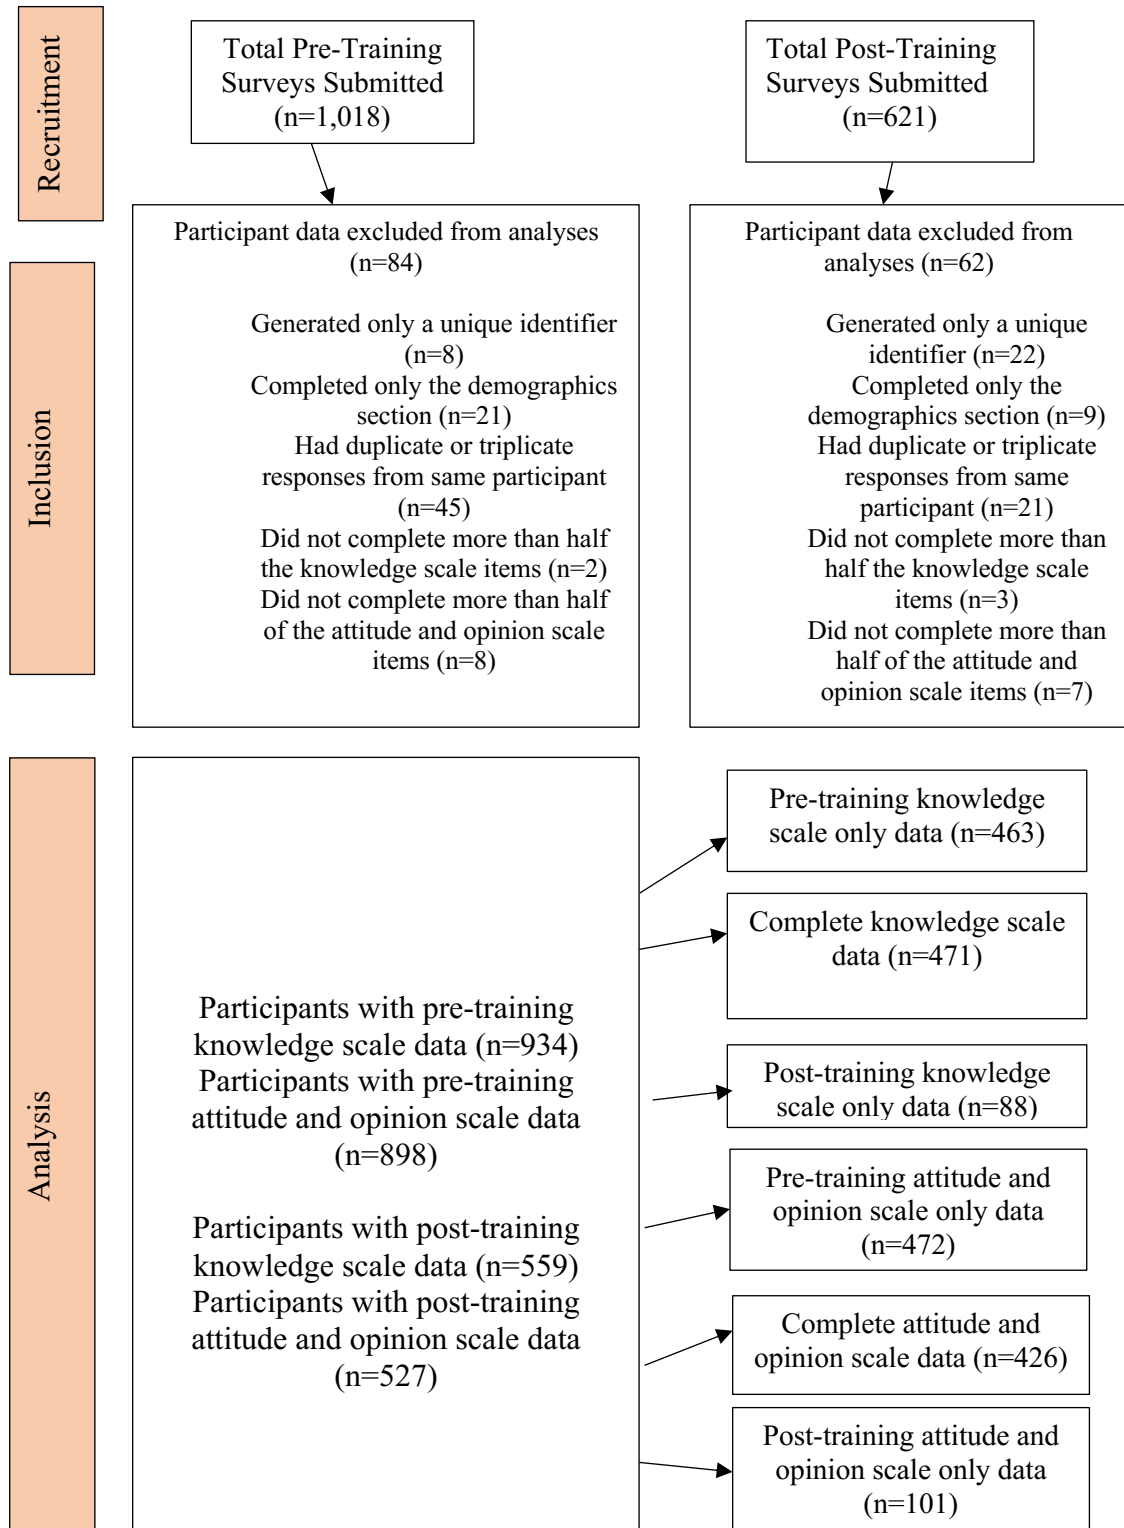 Recruitment
Total Pre-Training
Surveys Submitted
(n=1,018)
Total Post-Training
Surveys Submitted
(n=621)
Inclusion
Participant data excluded from analyses
(n=84)
Generated only a unique identifier
(n=8)
Completed only the demographics
section (n=21)
Had duplicate or triplicate
responses from same participant
(n=45)
Did not complete more than half
the knowledge scale items (n=2)
Did not complete more than half
of the attitude and opinion scale
items (n=8)
Participant data excluded from
analyses (n=62)
Generated only a unique
identifier (n=22)
Completed only the
demographics section (n=9)
Had duplicate or triplicate
responses from same
participant (n=21)
Did not complete more than
half the knowledge scale
items (n=3)
Did not complete more than
half of the attitude and
opinion scale items (n=7)
Analysis
Participants with pre-training
knowledge scale data (n=934)
Participants with pre-training
attitude and opinion scale data
(n=898)
Participants with post-training
knowledge scale data (n=559)
Participants with post-training
attitude and opinion scale data
(n=527)
Pre-training knowledge
scale only data (n=463)
Complete knowledge scale
data (n=471)
Post-training knowledge
scale only data (n=88)
Pre-training attitude and
opinion scale only data
(n=472)
Complete attitude and
opinion scale data (n=426)
Post-training attitude and
opinion scale only data
(n=101)